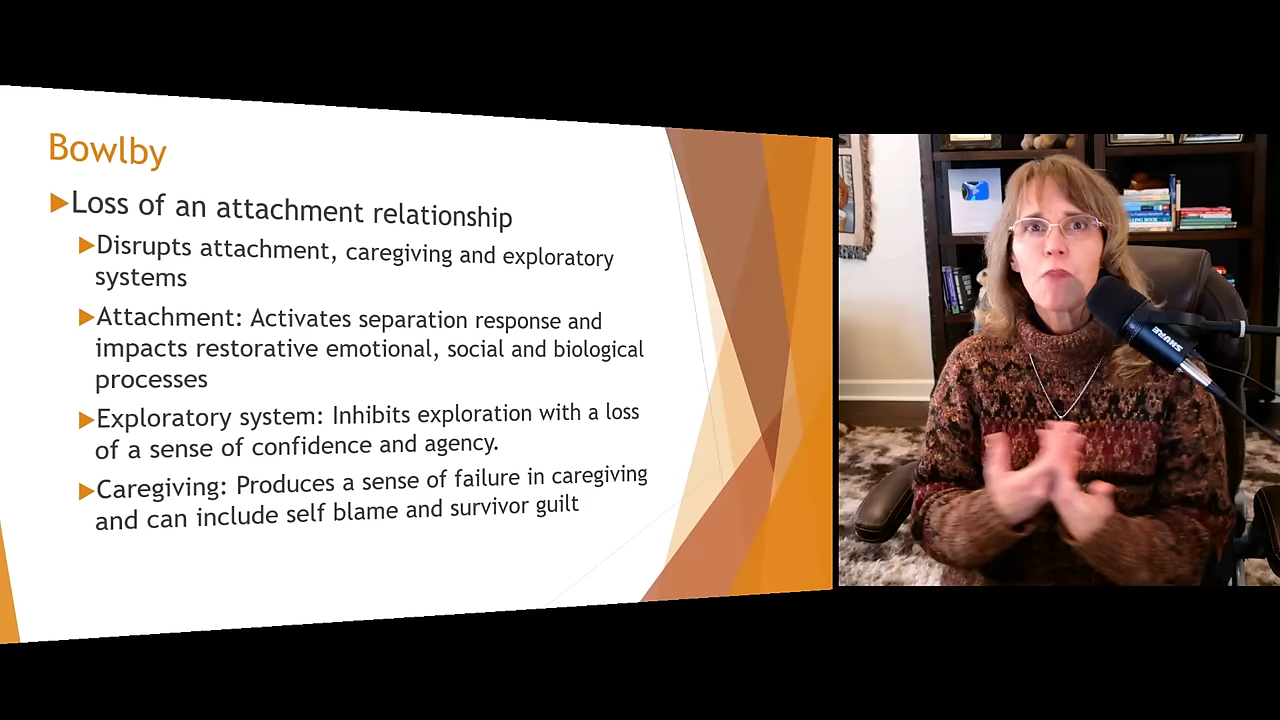 Bowlby
Loss of an attachment relationship
Disrupts attachment, caregiving and exploratory
systems
Attachment: Activates separation response and
impacts restorative emotional, social and biological
processes
Exploratory system: Inhibits exploration with a loss
of a sense of confidence and agency.
Caregiving: Produces a sense of failure in caregiving
and can include self blame and survivor guilt
SHURE